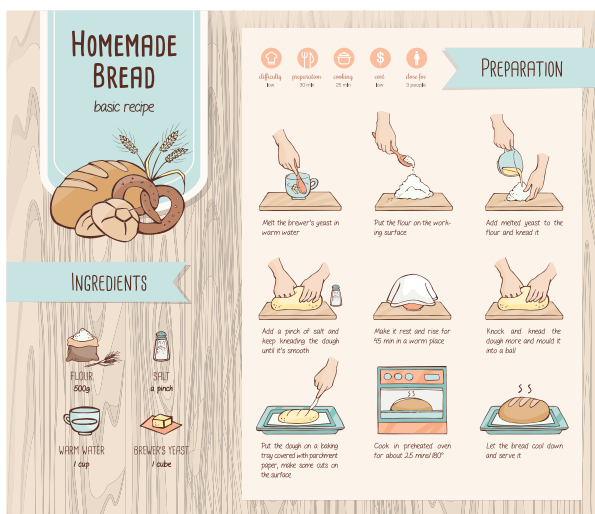 HOMEMADE
BREAD
basic recipe
INGREDIENTS
FLOUR
500g
SALT
a pinch
WARM WATER
1 cup
BREWER'S YEAST
1 cube
difficulty
low
preparation
30 min
cooking
25 min
cost
low
dose for
3 people
$
PREPARATION
Melt the brewer's yeast in
warm water
Put the flour on the work-
ing surface
Add melted yeast to the
flour and knead it
Add a pinch of salt and
keep kneading the dough
until it's smooth
Make it rest and rise for
45 min in a worm place
Knock and knead the
dough more and mould it
into a ball
Put the dough on a baking
tray covered with parchment
paper, make some cuts on
the surface
Cook in preheated oven
for about 25 mins/180°
Let the bread cool down
and serve it